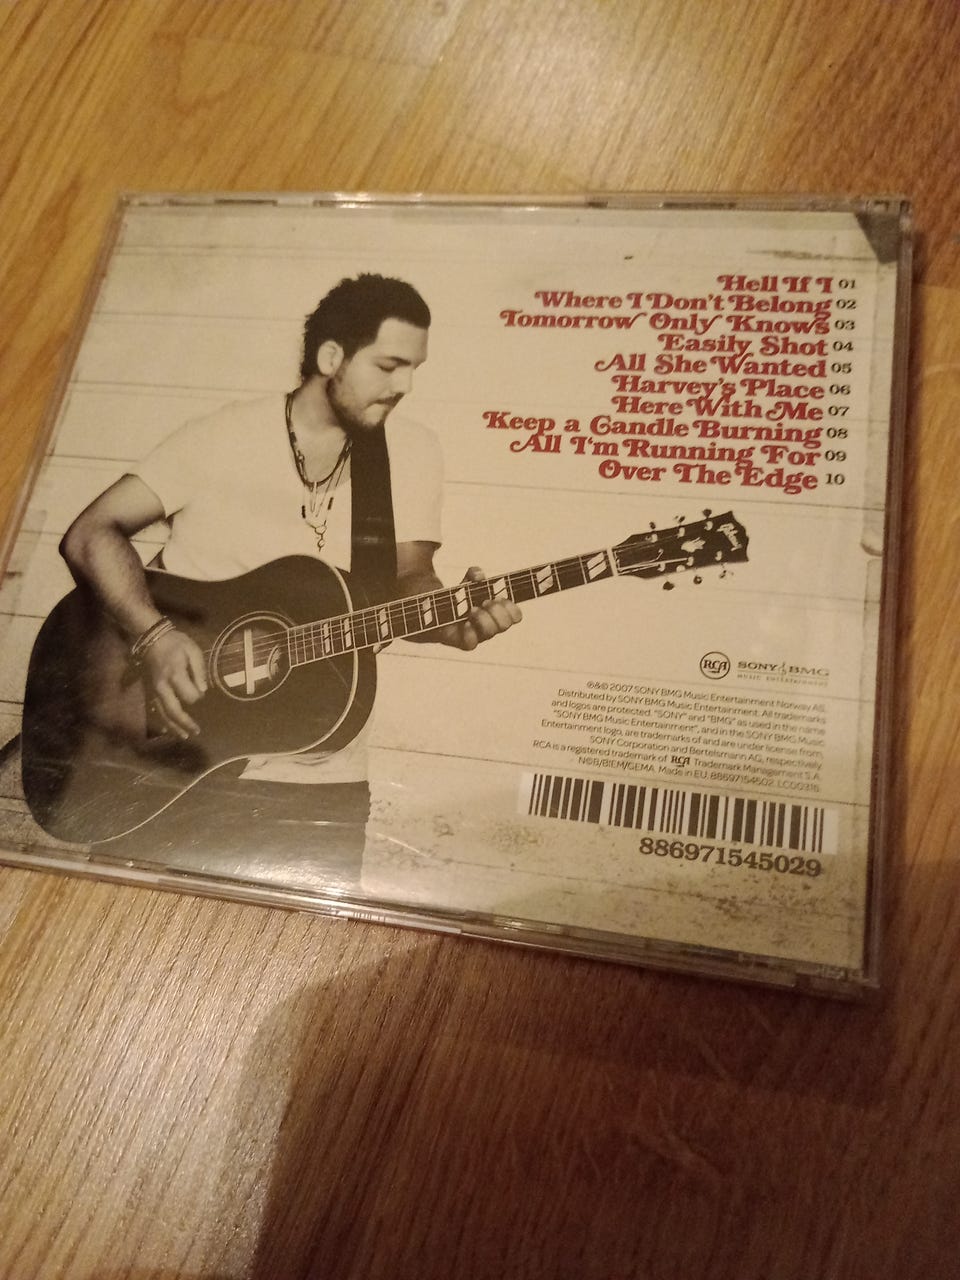 Hell If I 01
Where I Don't Belong 02
Tomorrow Only Knows 03
Easily Shot 04
All She Wanted 05
Harvey's Place 06
Here With Me 07
Keep a Candle Burning 08
All I'm Running For 09
Over The Edge 10
Gibson
RCA SONY BMG
MUSIC ENTERTAINMENT
℗&© 2007 SONY BMG Music Entertainment Norway AS.
Distributed by SONY BMG Music Entertainment. All trademarks
and logos are protected. "SONY" and "BMG" as used in the name
"SONY BMG Music Entertainment", and in the SONY BMG Music
Entertainment logo, are trademarks of and are under license from,
SONY Corporation and Bertelsmann AG, respectively.
RCA is a registered trademark of RCA Trademark Management S.A.
N©B/BIEM/GEMA. Made in EU. 88697154502. LC00316.
886971545029